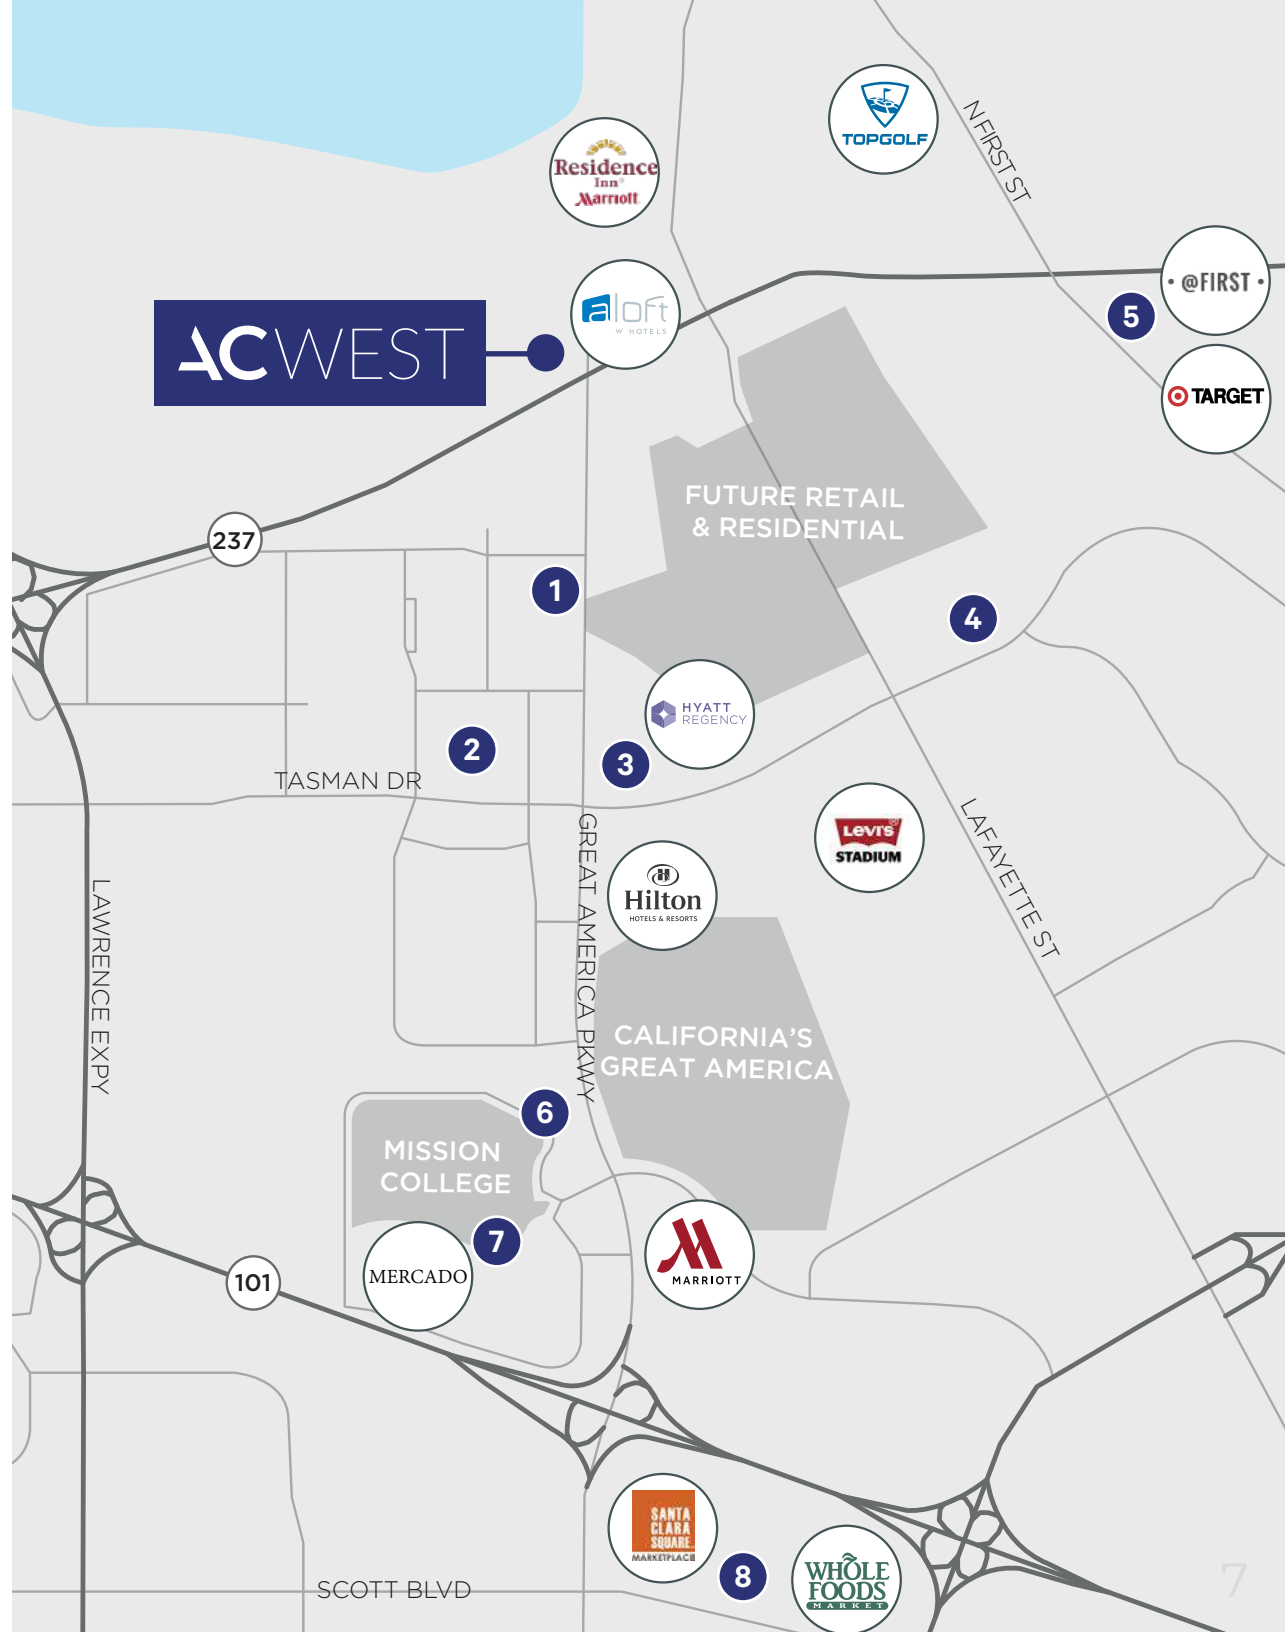 TOPGOLF
N FIRST ST
Residence
Inn®
Marriott
• @FIRST •
5
aloft
W HOTELS
ACWEST
TARGET
FUTURE RETAIL
& RESIDENTIAL
237
1
4
HYATT
REGENCY
2
3
TASMAN DR
LEVI'S
STADIUM
LAFAYETTE ST
GREAT AMERICA PKWY
Hilton
HOTELS & RESORTS
LAWRENCE EXPY
CALIFORNIA’S
GREAT AMERICA
6
MISSION
COLLEGE
7
MERCADO
MARRIOTT
101
SANTA
CLARA
SQUARE
MARKETPLACE
8
WHOLE
FOODS
MARKET
SCOTT BLVD
7